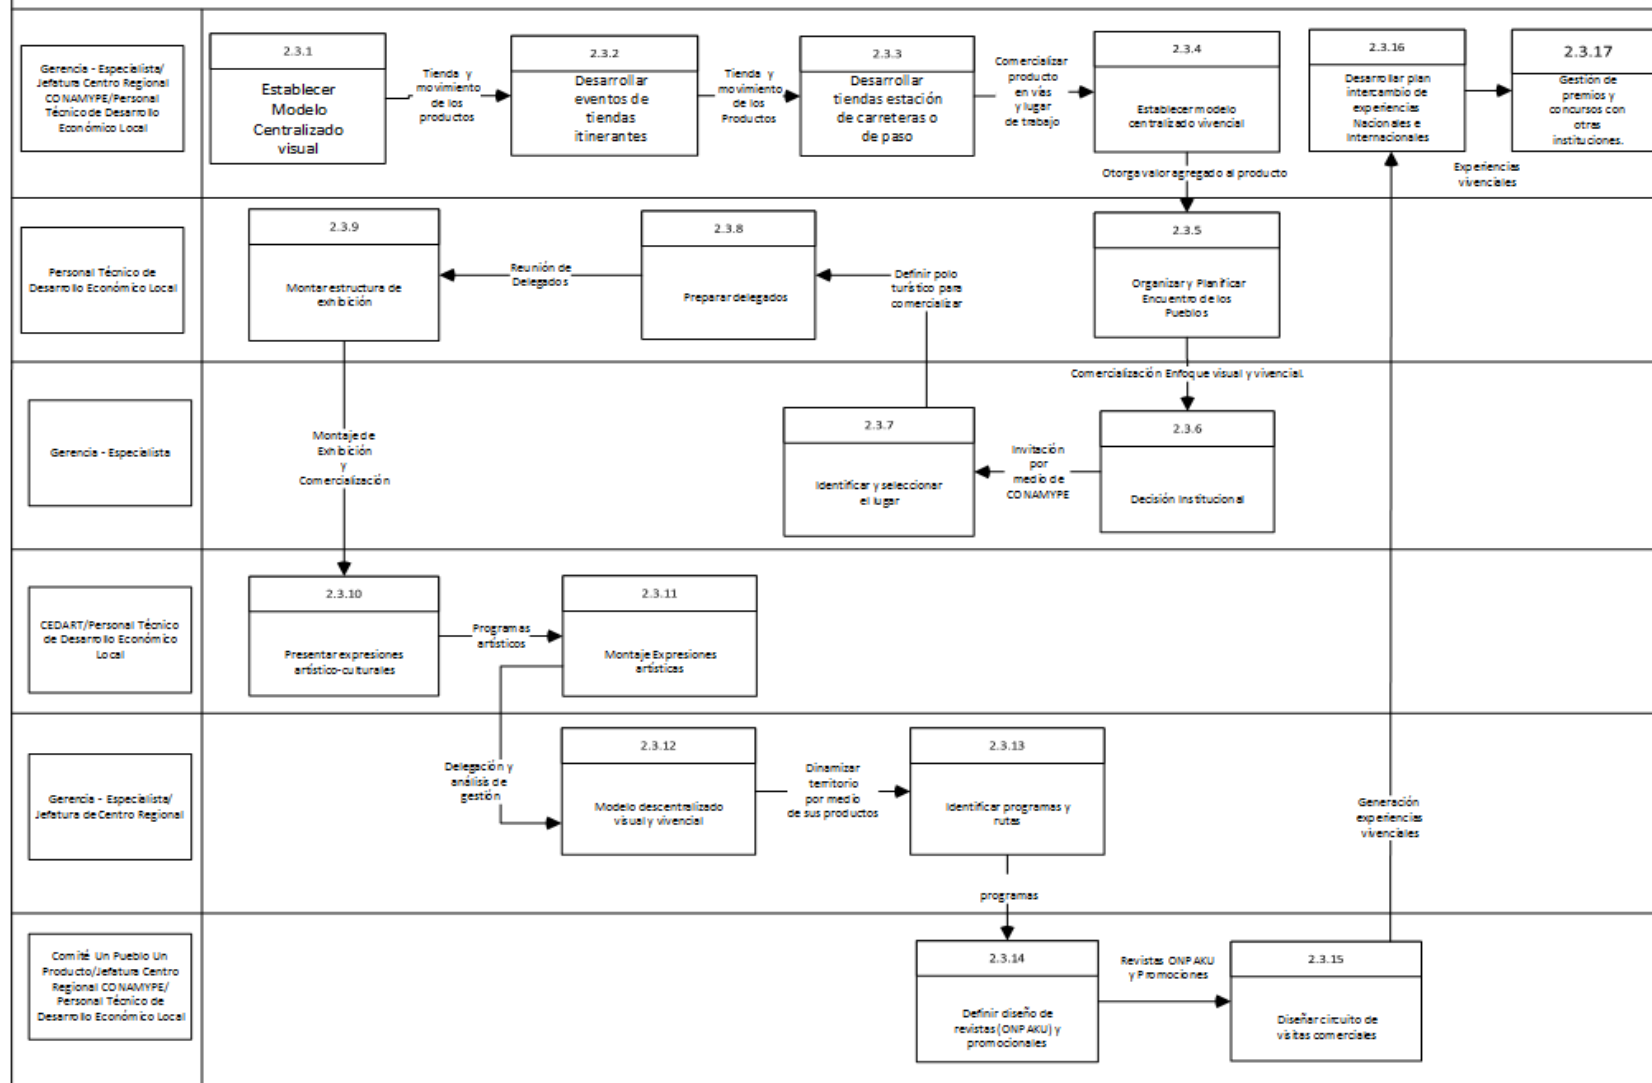 Gerencia - Especialista/
Jefatura Centro Regional
CONAMYPE/Personal
Técnico de Desarrollo
Económico Local
2.3.1
Establecer
Modelo
Centralizado
visual
Tienda y
movimiento
de los
productos
2.3.2
Desarrollar
eventos de
tiendas
itinerantes
Tienda y
movimiento
de los
Productos
2.3.3
Desarrollar
tiendas estación
de carreteras o
de paso
Comercializar
producto
en vías
y lugar
de trabajo
2.3.4
Establecer modelo
centralizado vivencial
2.3.16
Desarrollar plan
intercambio de
experiencias
Nacionales e
Internacionales
2.3.17
Gestión de
premios y
concursos con
otras
instituciones.
Otorga valor agregado al producto
Experiencias
vivenciales
Personal Técnico de
Desarrollo Económico Local
2.3.9
Montar estructura de
exhibición
Reunión de
Delegados
2.3.8
Preparar delegados
Definir polo
turístico para
comercializar
2.3.5
Organizar y Planificar
Encuentro de los
Pueblos
Comercialización Enfoque visual y vivencial.
Gerencia - Especialista
Montaje de
Exhibición
y
Comercialización
2.3.7
Identificar y seleccionar
el lugar
Invitación
por
medio de
CONAMYPE
2.3.6
Decisión Institucional
CEDART/Personal Técnico
de Desarrollo Económico
Local
2.3.10
Presentar expresiones
artístico-culturales
Programas
artísticos
2.3.11
Montaje Expresiones
artísticas
Gerencia - Especialista/
Jefatura de Centro Regional
Delegación y
análisis de
gestión
2.3.12
Modelo descentralizado
visual y vivencial
Dinamizar
territorio
por medio
de sus productos
2.3.13
Identificar programas y
rutas
Generación
experiencias
vivenciales
programas
Comité Un Pueblo Un
Producto/Jefatura Centro
Regional CONAMYPE/
Personal Técnico de
Desarrollo Económico Local
2.3.14
Definir diseño de
revistas (ONPAKU) y
promocionales
Revistas ONPAKU
y Promociones
2.3.15
Diseñar circuito de
visitas comerciales